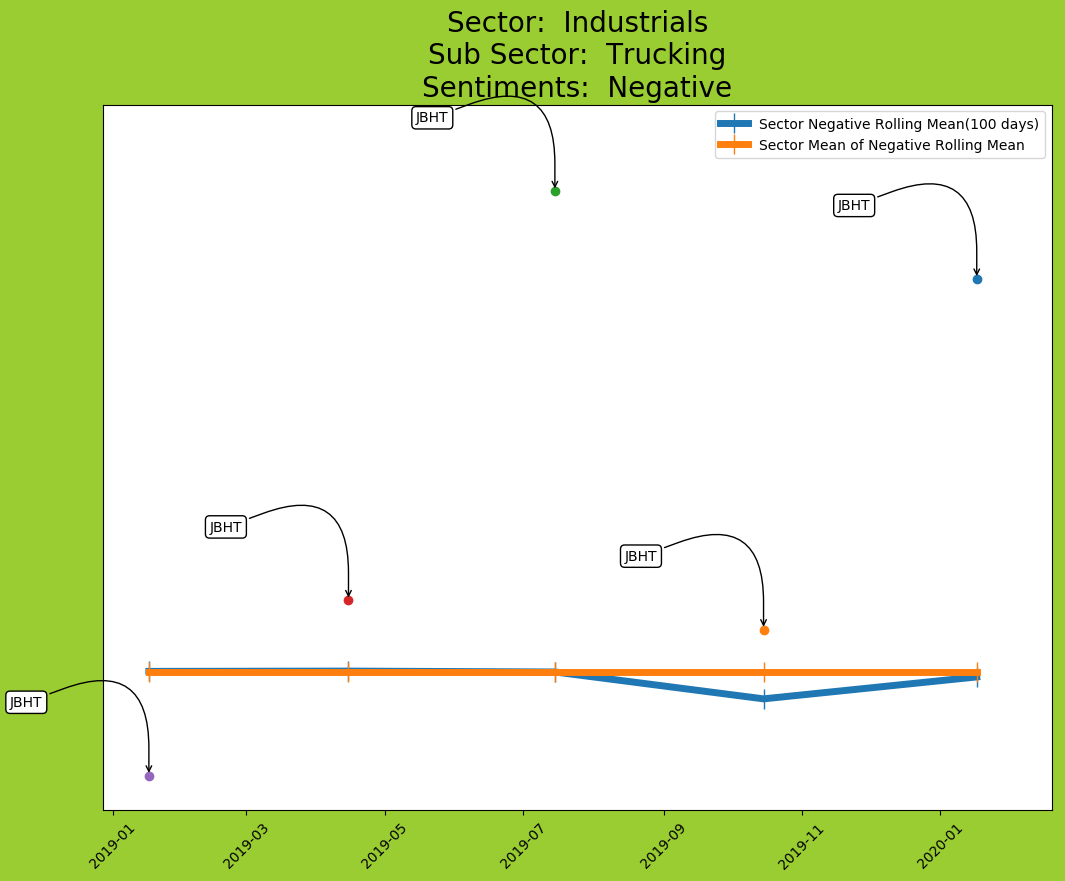 Sector:  Industrials
Sub Sector:  Trucking
Sentiments:  Negative
JBHT
Sector Negative Rolling Mean(100 days)
Sector Mean of Negative Rolling Mean
JBHT
JBHT
JBHT
JBHT
2019-01
2019-03
2019-05
2019-07
2019-09
2019-11
2020-01